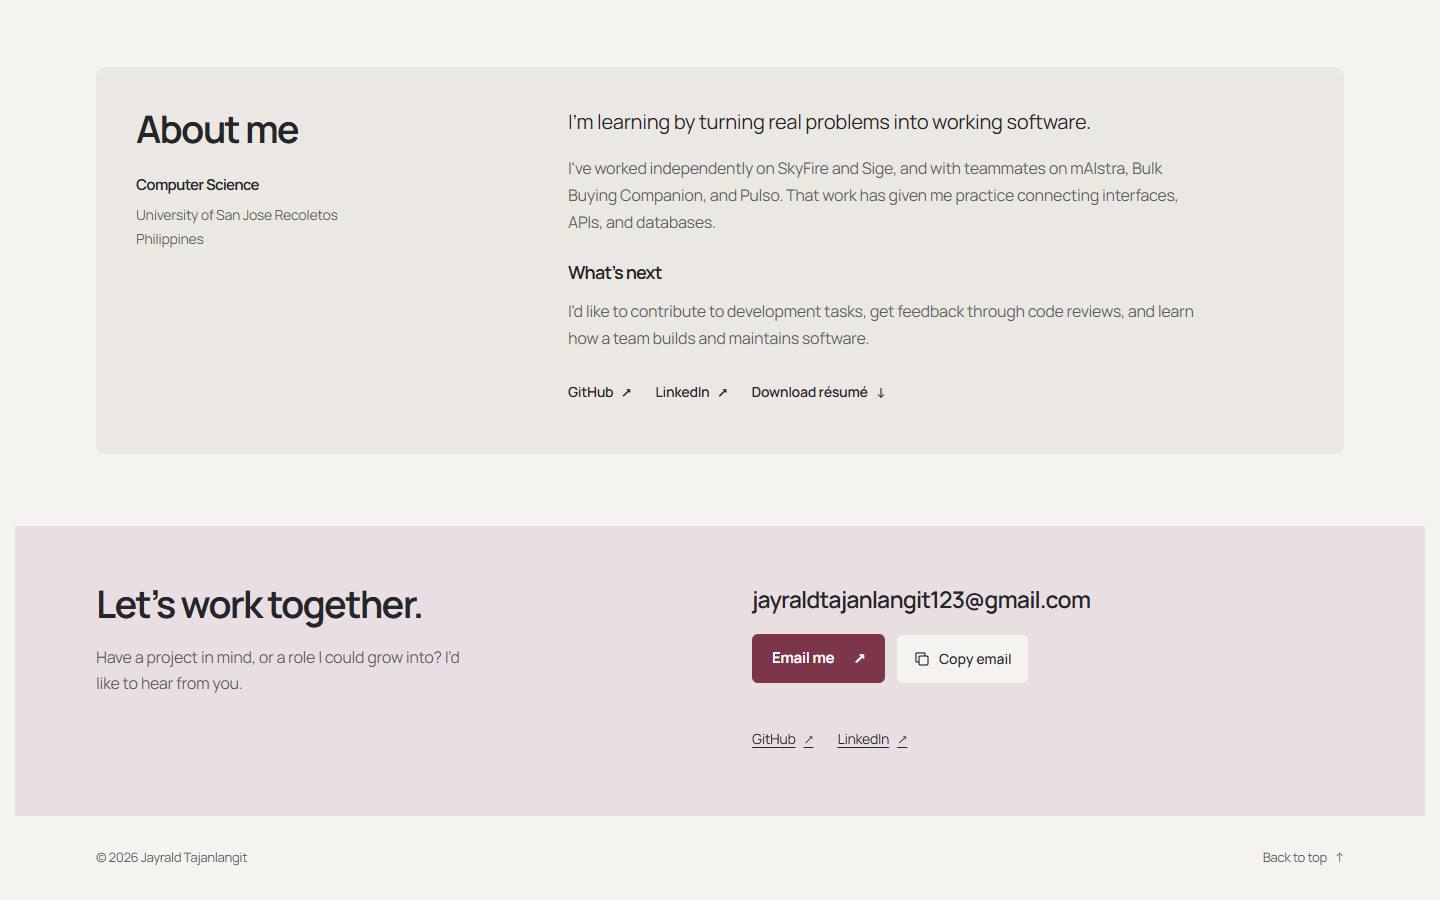 About me
Computer Science
University of San Jose Recoletos
Philippines
I'm learning by turning real problems into working software.
I've worked independently on SkyFire and Sige, and with teammates on mAIstra, Bulk
Buying Companion, and Pulso. That work has given me practice connecting interfaces,
APIs, and databases.
What's next
I'd like to contribute to development tasks, get feedback through code reviews, and learn
how a team builds and maintains software.
GitHub ↗ LinkedIn ↗ Download résumé ↓
Let's work together.
Have a project in mind, or a role I could grow into? I'd
like to hear from you.
jayraldtajanlangit123@gmail.com
Email me ↗ Copy email
GitHub ↗ LinkedIn ↗
© 2026 Jayrald Tajanlangit
Back to top ↑